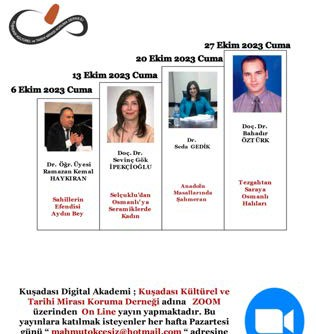 27 Ekim 2023 Cuma
20 Ekim 2023 Cuma
13 Ekim 2023 Cuma
6 Ekim 2023 Cuma
Dr. Öğr. Üyesi
Ramazan Kemal
HAYKIRAN
Sahillerin
Efendisi
Aydın Bey
Doç. Dr.
Sevinç Gök
İPEKÇİOĞLU
Selçuklu'dan
Osmanlı'ya
Seramiklerde
Kadın
Dr.
Seda GEDİK
Anadolu
Masallarında
Şahmeran
Doç. Dr.
Bahadır
ÖZTÜRK
Tezgahtan
Saraya
Osmanlı
Halıları
Kuşadası Digital Akademi ; Kuşadası Kültürel ve
Tarihi Mirası Koruma Derneği adına ZOOM
üzerinden On Line yayın yapmaktadır. Bu
yayınlara katılmak isteyenler her hafta Pazartesi
günü " mahmutokcesiz@hotmail.com " adresine